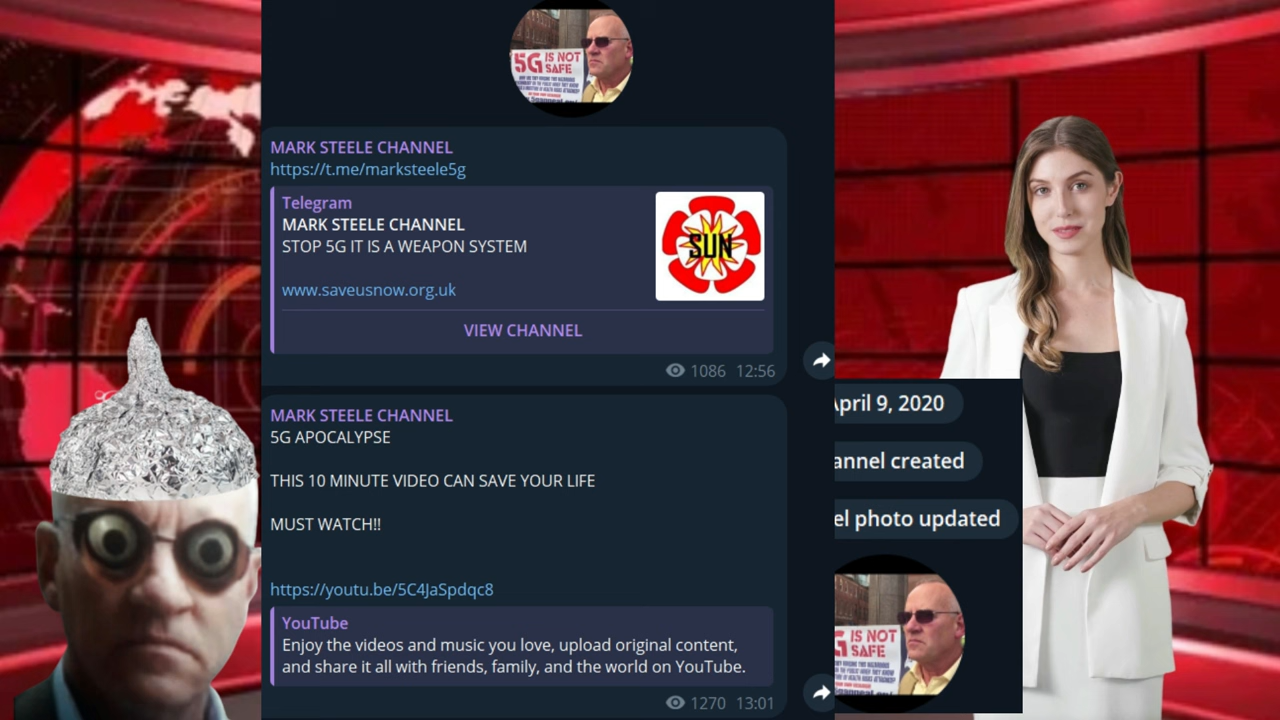 5G IS NOT
SAFE
MARK STEELE CHANNEL
https://t.me/marksteele5g
Telegram
MARK STEELE CHANNEL
STOP 5G IT IS A WEAPON SYSTEM
SUN
www.saveusnow.org.uk
VIEW CHANNEL
1086 12:56
MARK STEELE CHANNEL
5G APOCALYPSE
THIS 10 MINUTE VIDEO CAN SAVE YOUR LIFE
MUST WATCH!!
https://youtu.be/5C4JaSpdqc8
YouTube
Enjoy the videos and music you love, upload original content,
and share it all with friends, family, and the world on YouTube.
1270 13:01
April 9, 2020
annel created
el photo updated
G IS NOT
SAFE